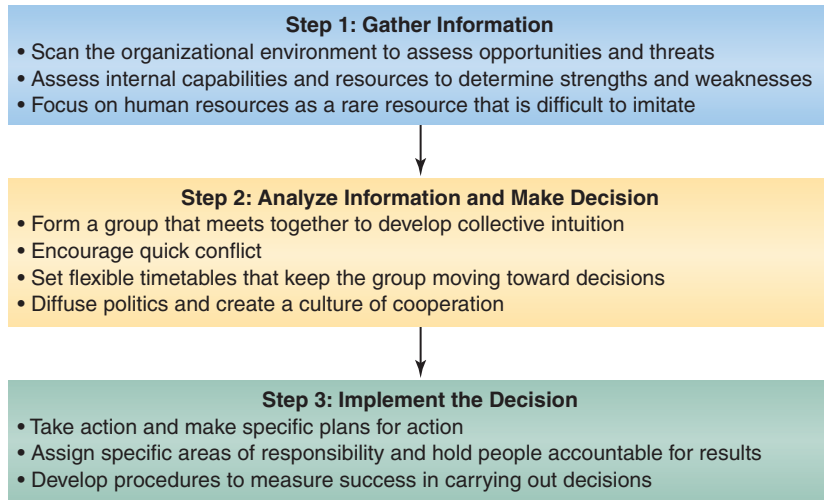 Step 1: Gather Information
• Scan the organizational environment to assess opportunities and threats
• Assess internal capabilities and resources to determine strengths and weaknesses
• Focus on human resources as a rare resource that is difficult to imitate
Step 2: Analyze Information and Make Decision
• Form a group that meets together to develop collective intuition
• Encourage quick conflict
• Set flexible timetables that keep the group moving toward decisions
• Diffuse politics and create a culture of cooperation
Step 3: Implement the Decision
• Take action and make specific plans for action
• Assign specific areas of responsibility and hold people accountable for results
• Develop procedures to measure success in carrying out decisions